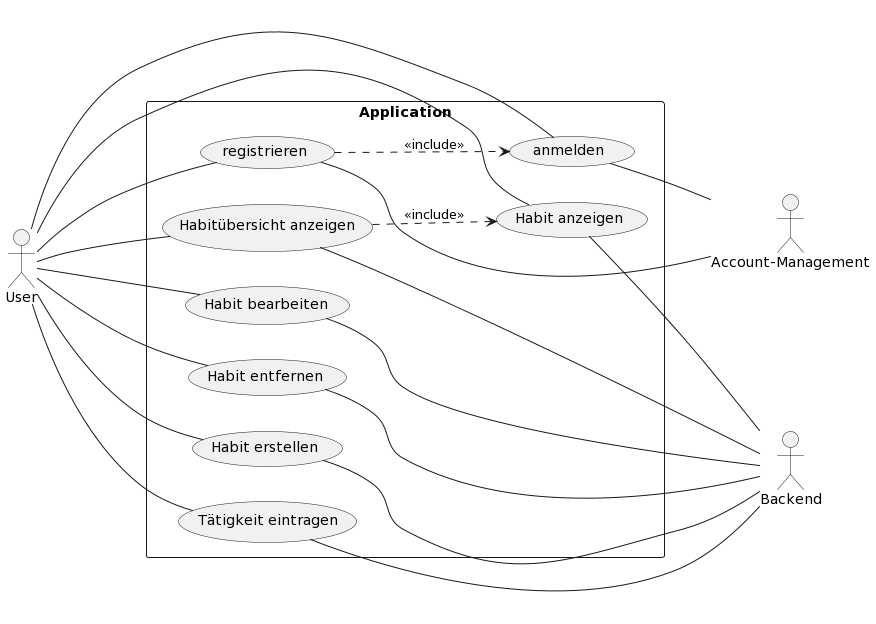 Application
registrieren
«include»
anmelden
Habitübersicht anzeigen
«include»
Habit anzeigen
Account-Management
User
Habit bearbeiten
Habit entfernen
Habit erstellen
Backend
Tätigkeit eintragen